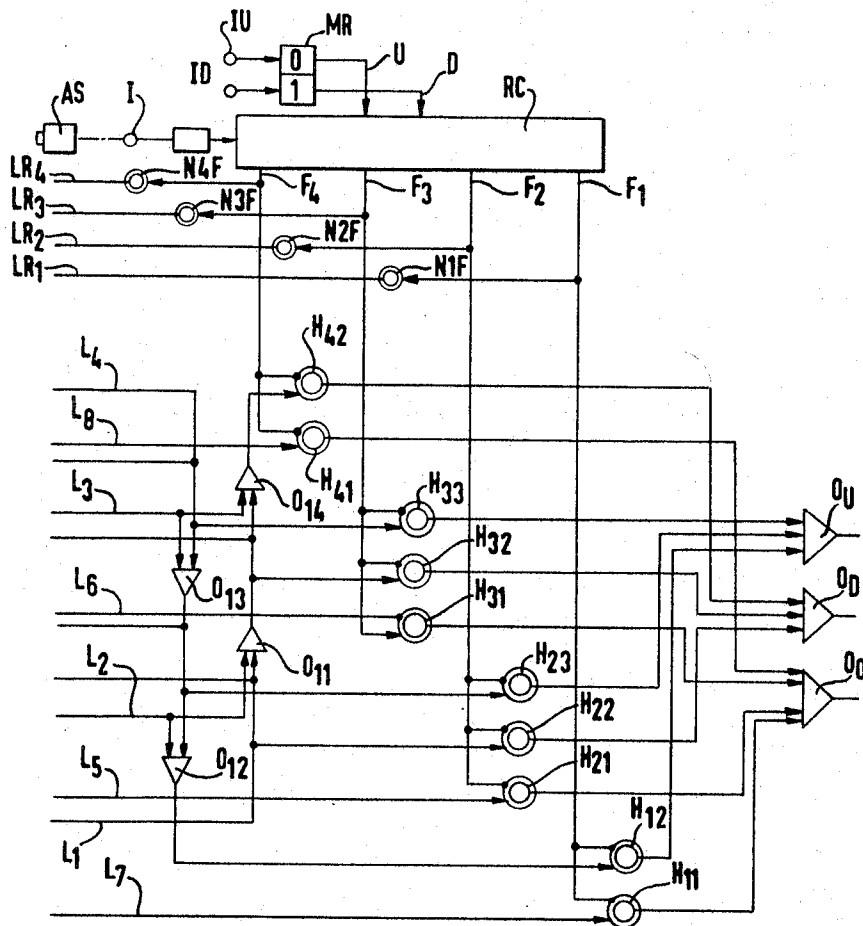 IU MR
0 U
ID 1 D
AS I RC
LR4 N4F F4 F3 F2 F1
LR3 N3F
LR2 N2F
LR1 N1F
H42
L4
L8
H41
L3 O14 H33 OU
H32
O13 H31 OD
L6
L2 O11 H23 OO
H22
O12 H21
L5
H12
L1
L7 H11